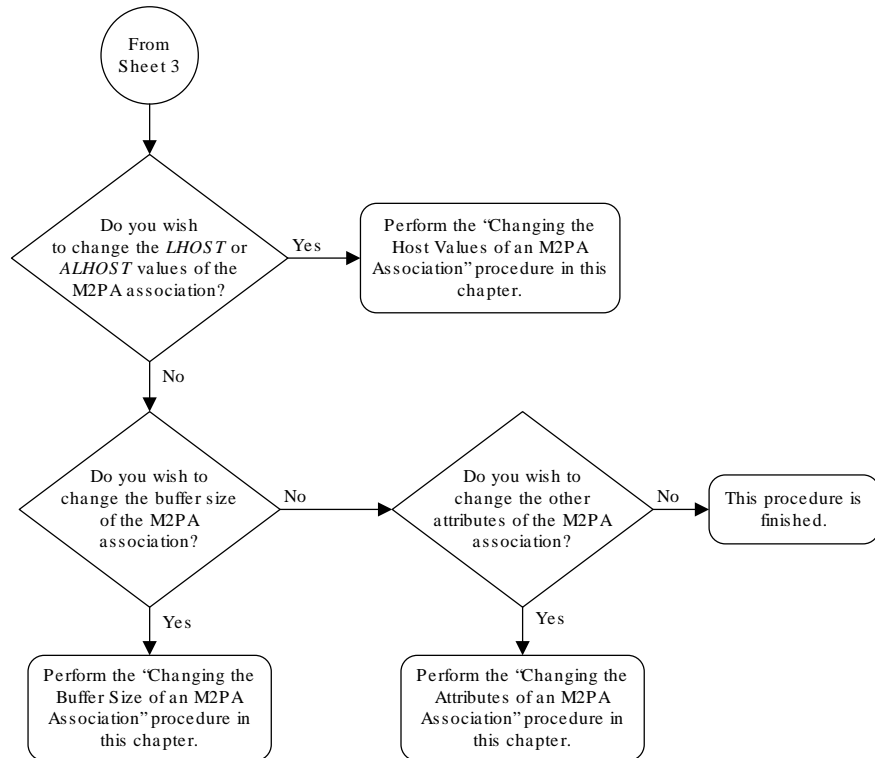 From
Sheet 3
Do you wish
to change the LHOST or
ALHOST values of the
M2PA association?
Yes
Perform the “Changing the
Host Values of an M2PA
Association” procedure in this
chapter.
No
Do you wish to
change the buffer size
of the M2PA
association?
No
Do you wish to
change the other
attributes of the M2PA
association?
No
This procedure is
finished.
Yes
Yes
Perform the “Changing the
Buffer Size of an M2PA
Association” procedure in
this chapter.
Perform the “Changing the
Attributes of an M2PA
Association” procedure in
this chapter.